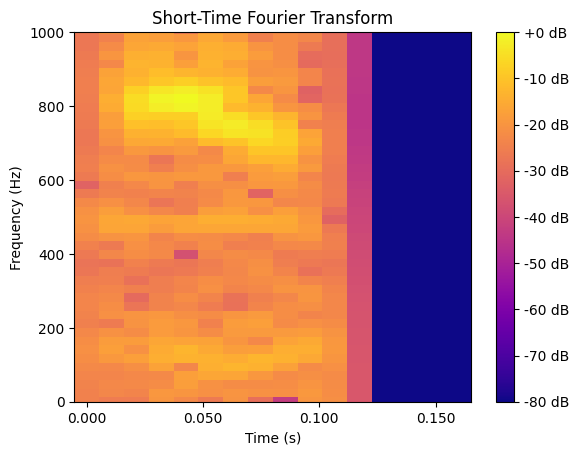 Short-Time Fourier Transform
1000
800
600
400
200
0
Frequency (Hz)
0.000
0.050
0.100
0.150
Time (s)
+0 dB
-10 dB
-20 dB
-30 dB
-40 dB
-50 dB
-60 dB
-70 dB
-80 dB